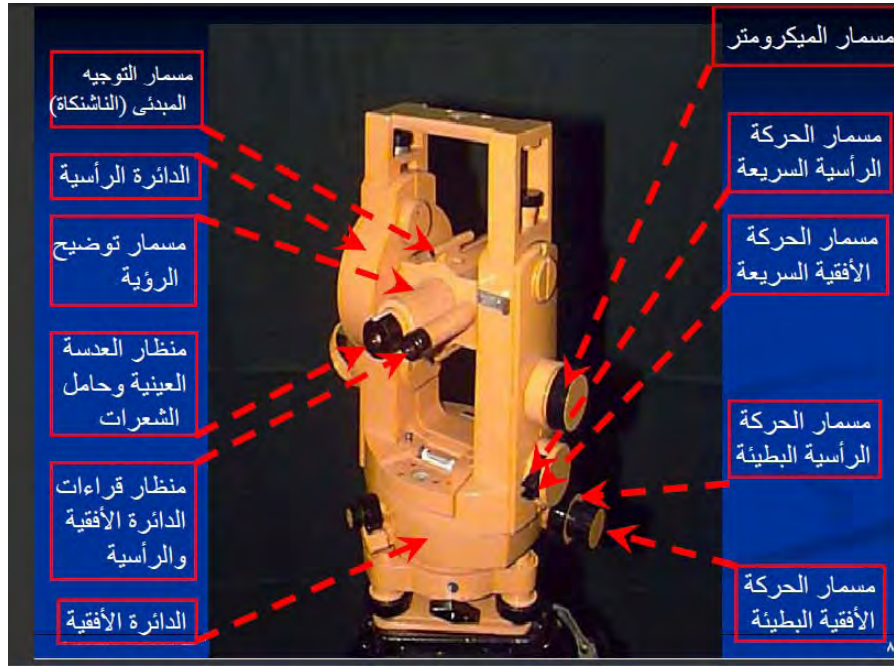 مسمار الميكرومتر
مسمار الحركة
الرأسية السريعة
مسمار الحركة
الأفقية السريعة
مسمار الحركة
الرأسية البطيئة
مسمار الحركة
الأفقية البطيئة
مسمار التوجيه
المبدئى (الناشنكاة)
الدائرة الرأسية
مسمار توضيح
الرؤية
منظار العدسة
العينية وحامل
الشعرات
منظار قراءات
الدائرة الأفقية
والرأسية
الدائرة الأفقية